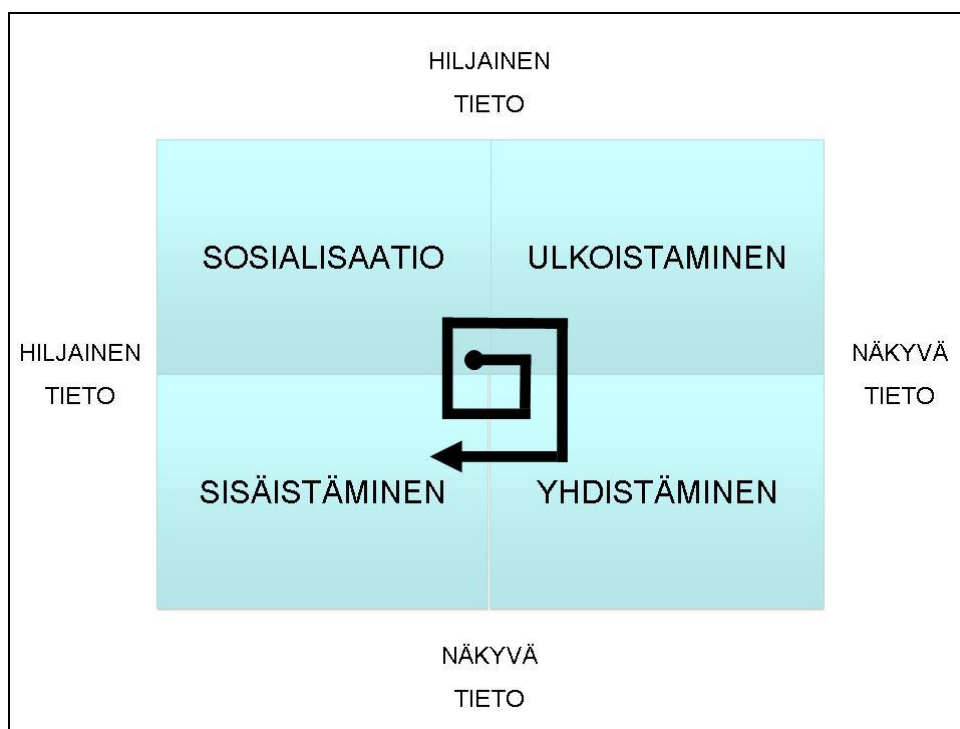 HILJAINEN
TIETO
SOSIALISAATIO
ULKOISTAMINEN
HILJAINEN
TIETO
NÄKYVÄ
TIETO
SISÄISTÄMINEN
YHDISTÄMINEN
NÄKYVÄ
TIETO